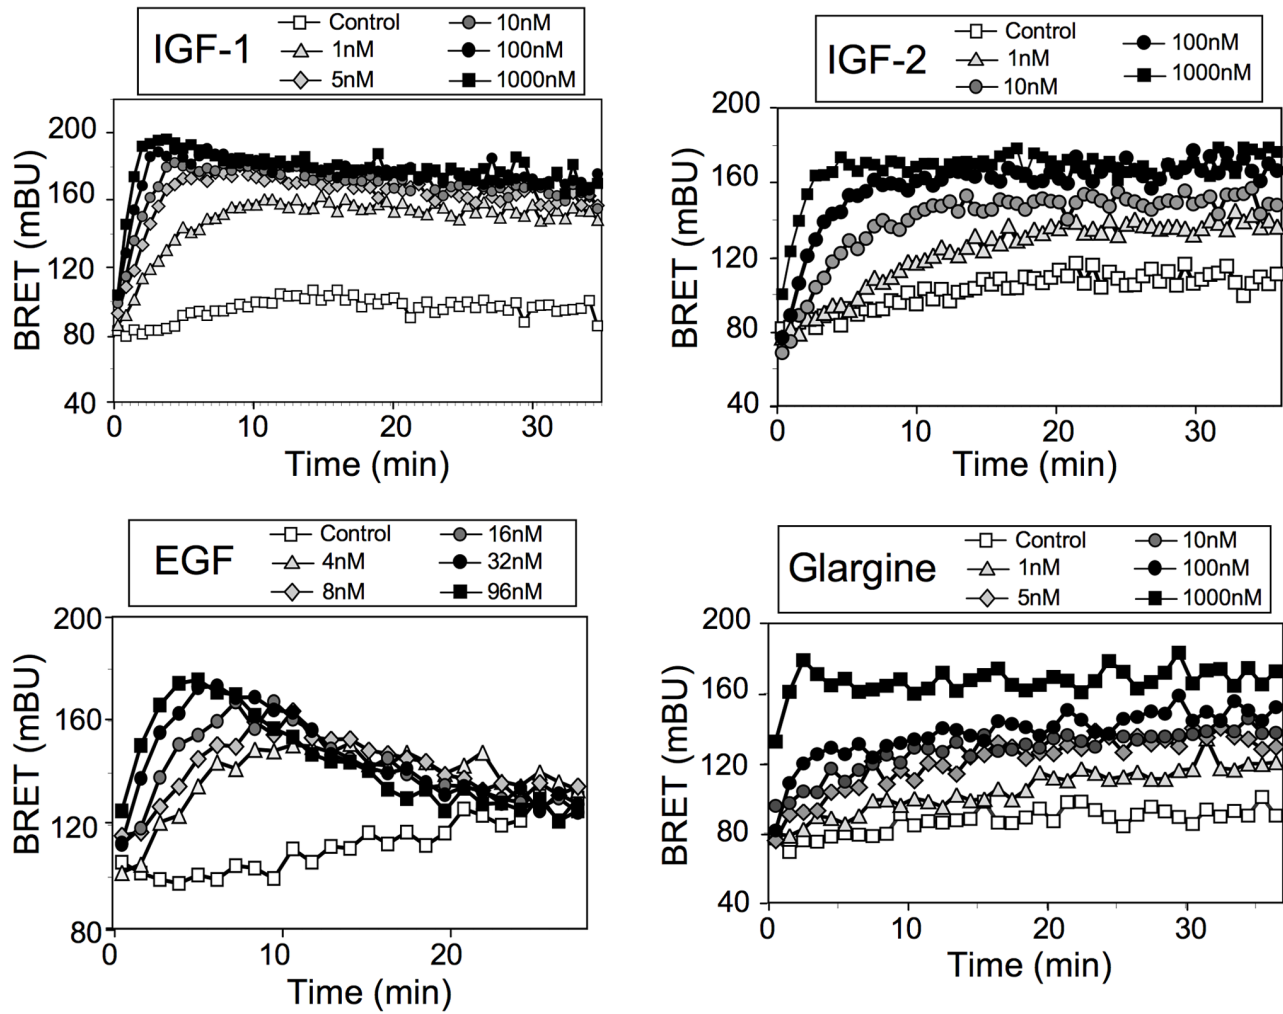 IGF-1
Control
1nM
5nM
10nM
100nM
1000nM
BRET (mBU)
200
160
120
80
40
0
10
20
30
Time (min)
IGF-2
Control
1nM
10nM
100nM
1000nM
BRET (mBU)
200
160
120
80
40
0
10
20
30
Time (min)
EGF
Control
4nM
8nM
16nM
32nM
96nM
BRET (mBU)
200
160
120
80
0
10
20
Time (min)
Glargine
Control
1nM
5nM
10nM
100nM
1000nM
BRET (mBU)
200
160
120
80
40
0
10
20
30
Time (min)